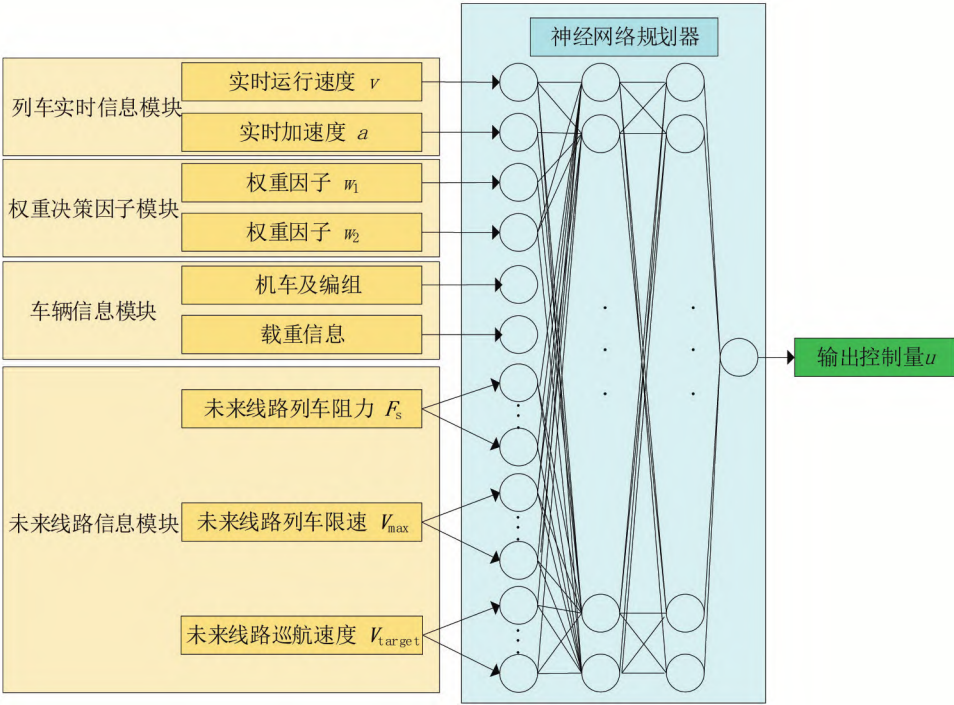 神经网络规划器
列车实时信息模块
实时运行速度 v
实时加速度 a
权重决策因子模块
权重因子 w₁
权重因子 w₂
车辆信息模块
机车及编组
载重信息
未来线路信息模块
未来线路列车阻力 Fₛ
未来线路列车限速 Vmax
未来线路巡航速度 Vtarget
输出控制量u